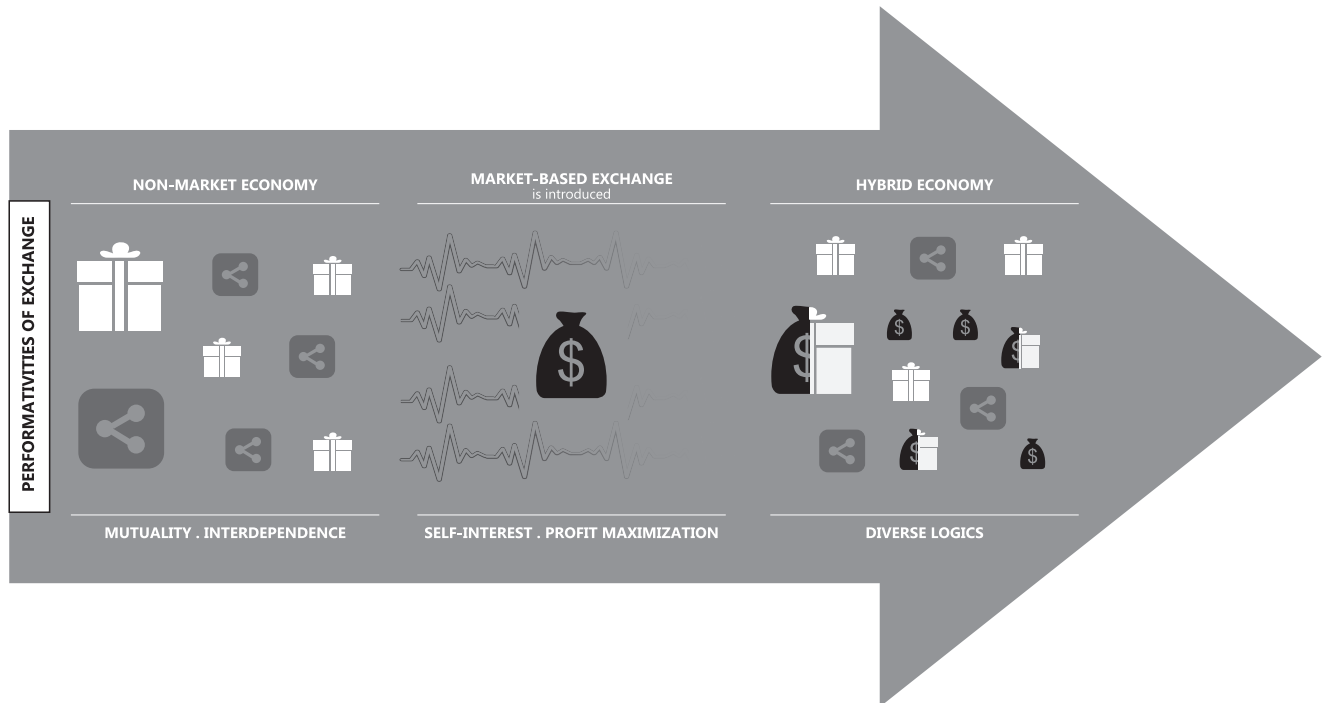 PERFORMATIVITIES OF EXCHANGE
NON-MARKET ECONOMY
MUTUALITY . INTERDEPENDENCE
MARKET-BASED EXCHANGE
is introduced
$
SELF-INTEREST . PROFIT MAXIMIZATION
HYBRID ECONOMY
$
$
$
$
$
$
DIVERSE LOGICS